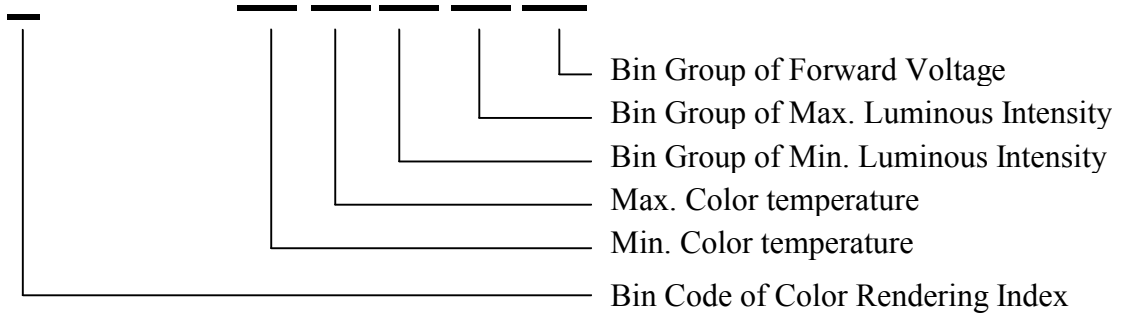 Bin Group of Forward Voltage
Bin Group of Max. Luminous Intensity
Bin Group of Min. Luminous Intensity
Max. Color temperature
Min. Color temperature
Bin Code of Color Rendering Index